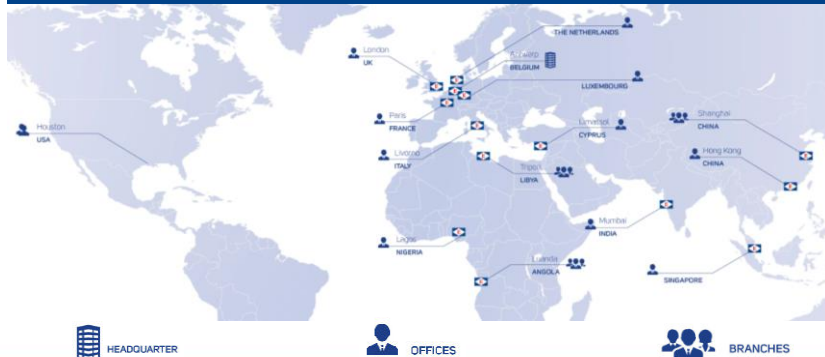 THE NETHERLANDS
London
UK
Antwerp
BELGIUM
LUXEMBOURG
Paris
FRANCE
Limassol
CYPRUS
Shanghai
CHINA
Houston
USA
Livorno
ITALY
Tripoli
LIBYA
Hong Kong
CHINA
Mumbai
INDIA
Lagos
NIGERIA
Luanda
ANGOLA
SINGAPORE
HEADQUARTER
OFFICES
BRANCHES